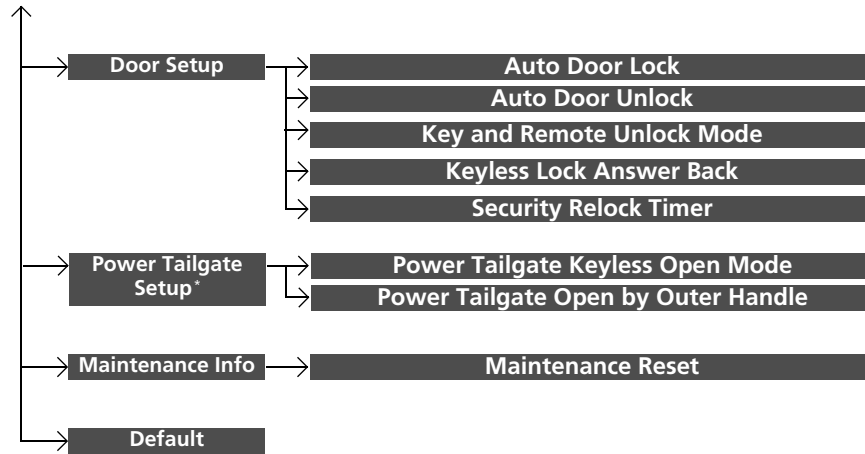 Door Setup
Auto Door Lock
Auto Door Unlock
Key and Remote Unlock Mode
Keyless Lock Answer Back
Security Relock Timer
Power Tailgate
Setup*
Power Tailgate Keyless Open Mode
Power Tailgate Open by Outer Handle
Maintenance Info
Maintenance Reset
Default